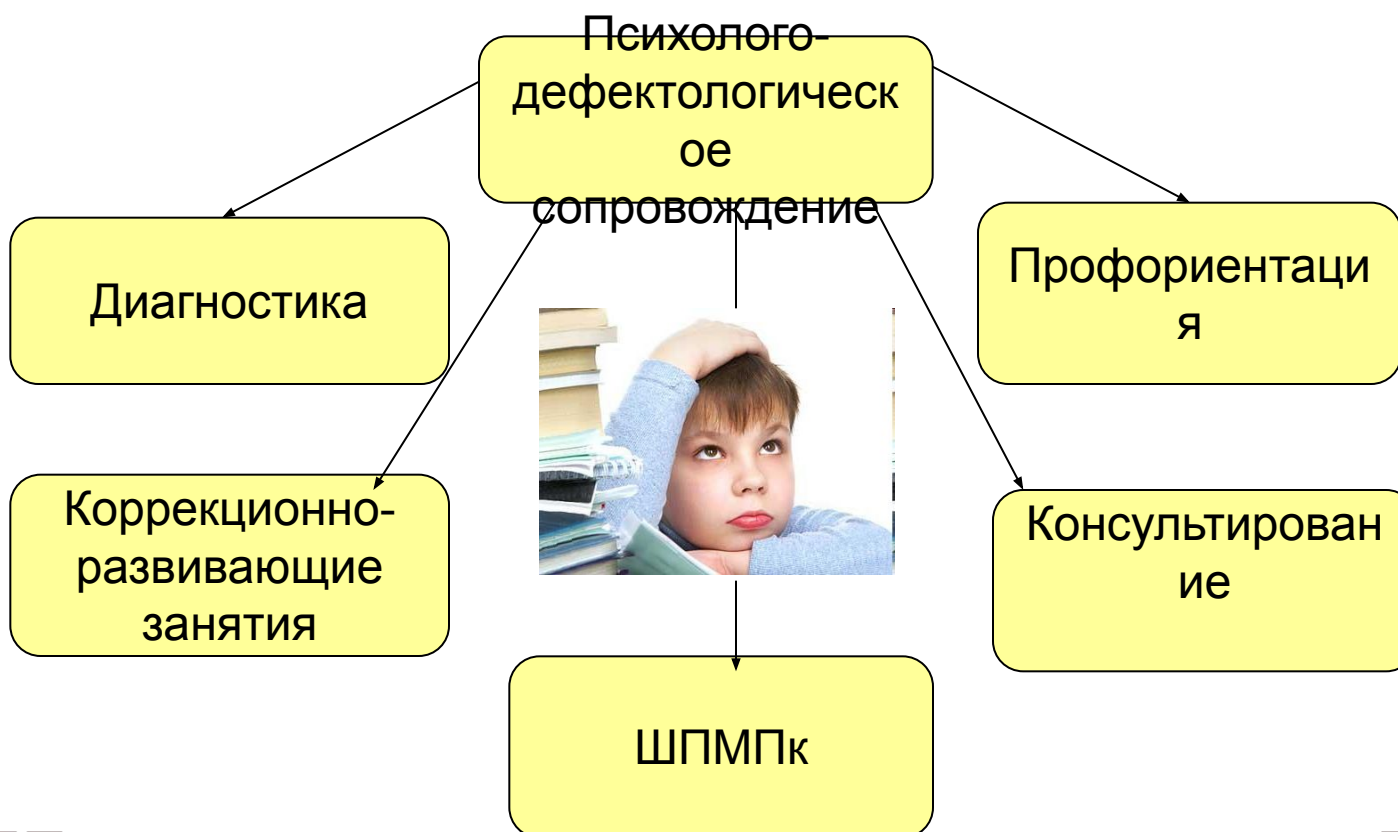 Психолого-
дефектологическ
ое
сопровождение
Диагностика
Профориентаци
я
Коррекционно-
развивающие
занятия
Консультирован
ие
ШПМПк